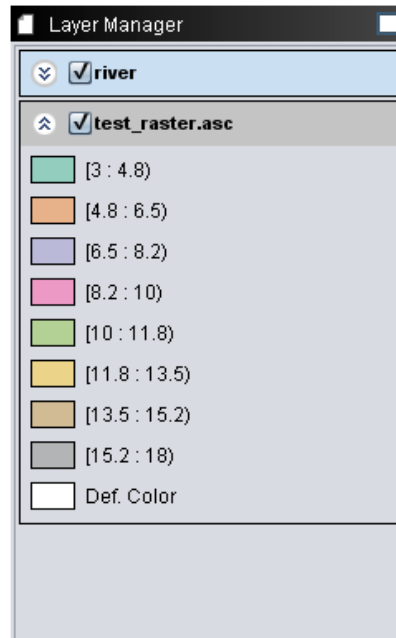 Layer Manager
river
test_raster.asc
[3 : 4.8)
[4.8 : 6.5)
[6.5 : 8.2)
[8.2 : 10)
[10 : 11.8)
[11.8 : 13.5)
[13.5 : 15.2)
[15.2 : 18)
Def. Color